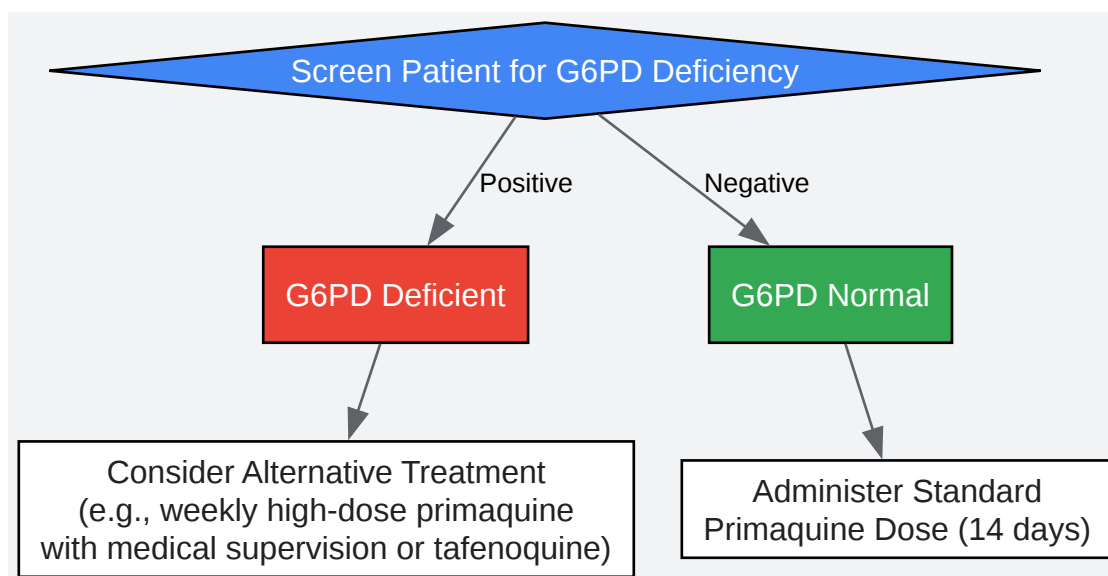 Screen Patient for G6PD Deficiency
Positive
Negative
G6PD Deficient
G6PD Normal
Consider Alternative Treatment
(e.g., weekly high-dose primaquine
with medical supervision or tafenoquine)
Administer Standard
Primaquine Dose (14 days)